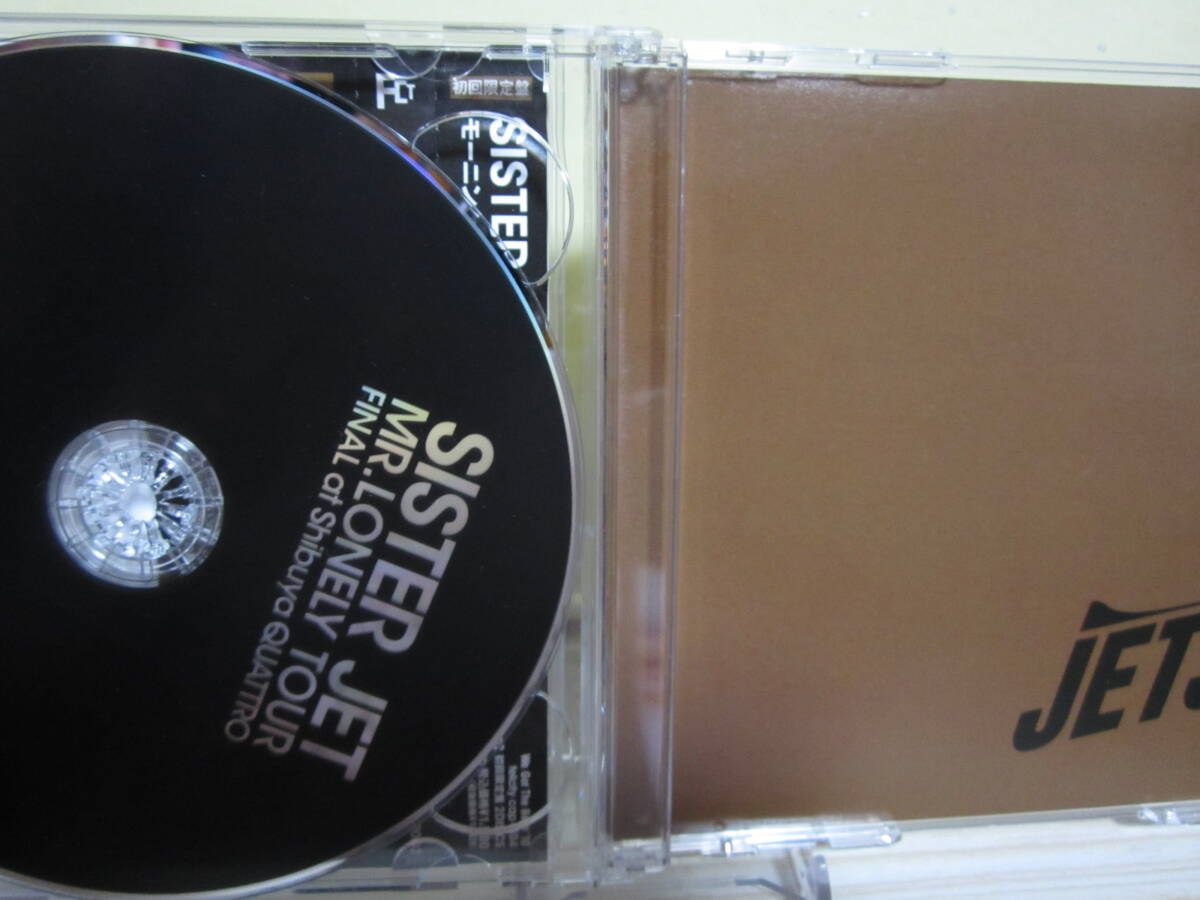 初回限定盤
SISTER
モーニン
SISTER JET
MR.LONELY TOUR
FINAL at Shibuya QUATTRO
JETS